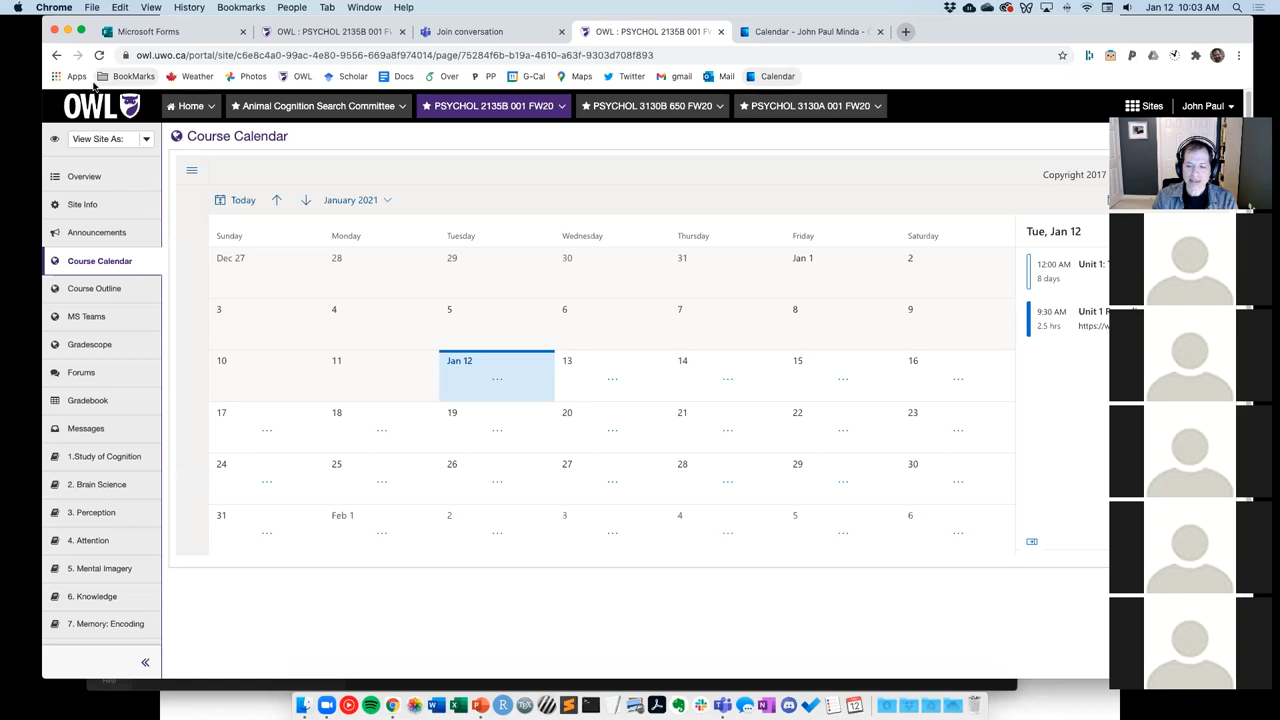 Chrome File Edit View History Bookmarks People Tab Window Help Jan 12 10:03 AM
Microsoft Forms OWL : PSYCHOL 2135B 001 F Join conversation OWL : PSYCHOL 2135B 001 F Calendar - John Paul Minda -
owl.uwo.ca/portal/site/c6e8c4a0-99ac-4e80-9556-669a8f974014/page/75284f6b-b19a-4610-a63f-9303d708f893
Apps BookMarks Weather Photos OWL Scholar Docs Over PP G-Cal Maps Twitter gmail Mail Calendar
OWL Home Animal Cognition Search Committee PSYCHOL 2135B 001 FW20 PSYCHOL 3130B 650 FW20 PSYCHOL 3130A 001 FW20 Sites John Paul
View Site As:
Course Calendar
Overview
Site Info
Announcements
Course Calendar
Course Outline
MS Teams
Gradescope
Forums
Gradebook
Messages
1.Study of Cognition
2. Brain Science
3. Perception
4. Attention
5. Mental Imagery
6. Knowledge
7. Memory: Encoding
Copyright 2017
Today January 2021
Sunday Monday Tuesday Wednesday Thursday Friday Saturday
Dec 27 28 29 30 31 Jan 1 2
3 4 5 6 7 8 9
10 11 Jan 12 13 14 15 16
17 18 19 20 21 22 23
24 25 26 27 28 29 30
31 Feb 1 2 3 4 5 6
Tue, Jan 12
12:00 AM Unit 1:
8 days
9:30 AM Unit 1
2.5 hrs https://w
Help